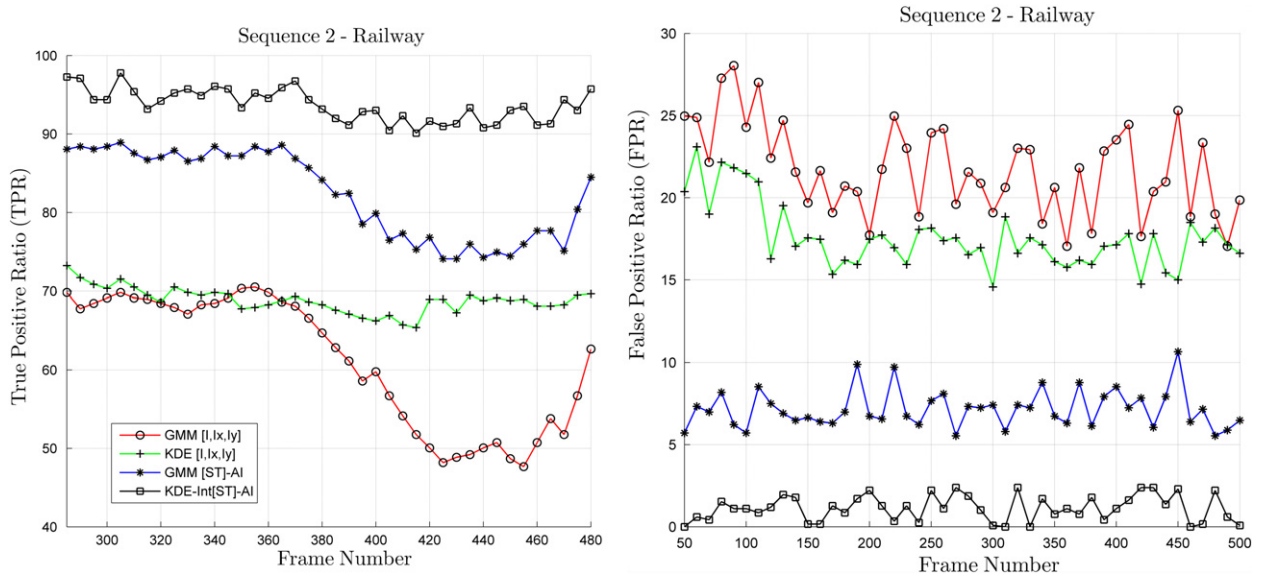 Sequence 2 - Railway
True Positive Ratio (TPR)
100
90
80
70
60
50
40
GMM [I,Ix,Iy]
KDE [I,Ix,Iy]
GMM [ST]-AI
KDE-Int[ST]-AI
300 320 340 360 380 400 420 440 460 480
Frame Number
Sequence 2 - Railway
False Positive Ratio (FPR)
30
25
20
15
10
5
0
50 100 150 200 250 300 350 400 450 500
Frame Number